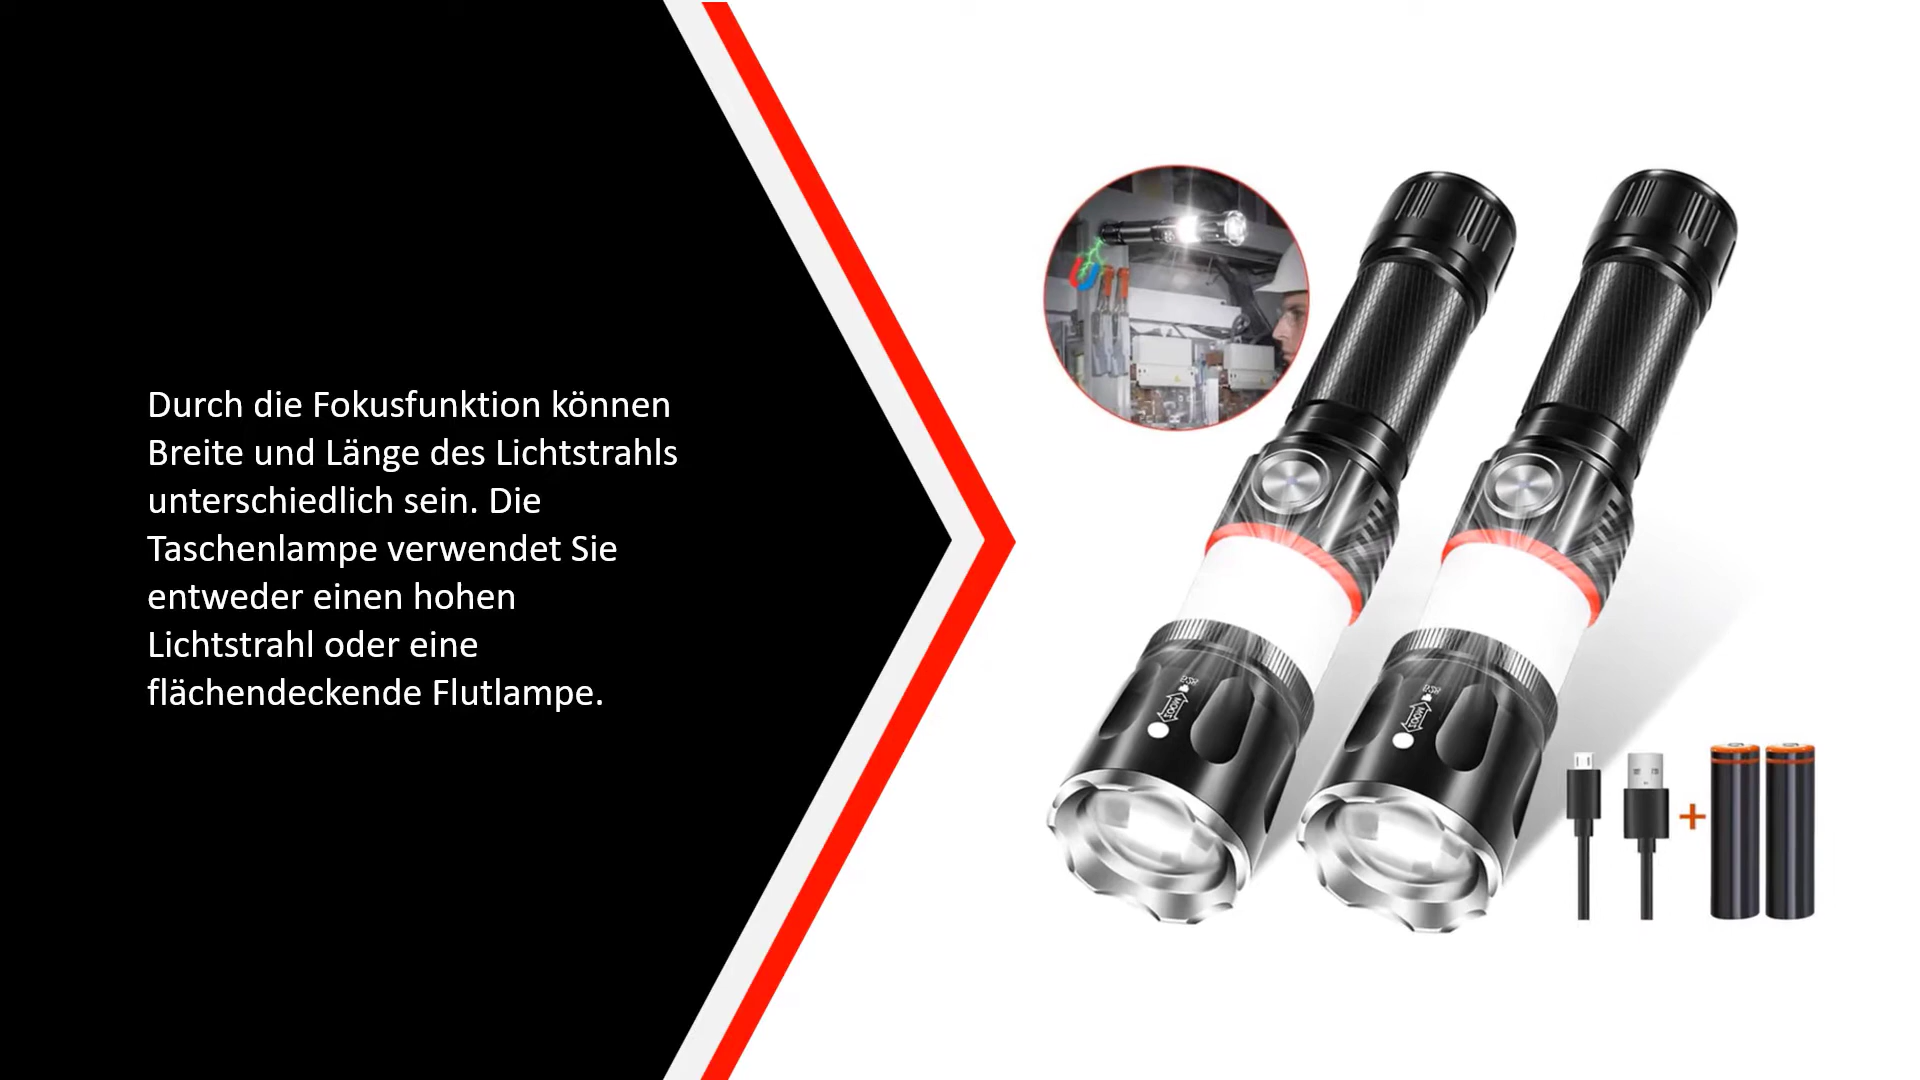 Durch die Fokusfunktion können
Breite und Länge des Lichtstrahls
unterschiedlich sein. Die
Taschenlampe verwendet Sie
entweder einen hohen
Lichtstrahl oder eine
flächendeckende Flutlampe.